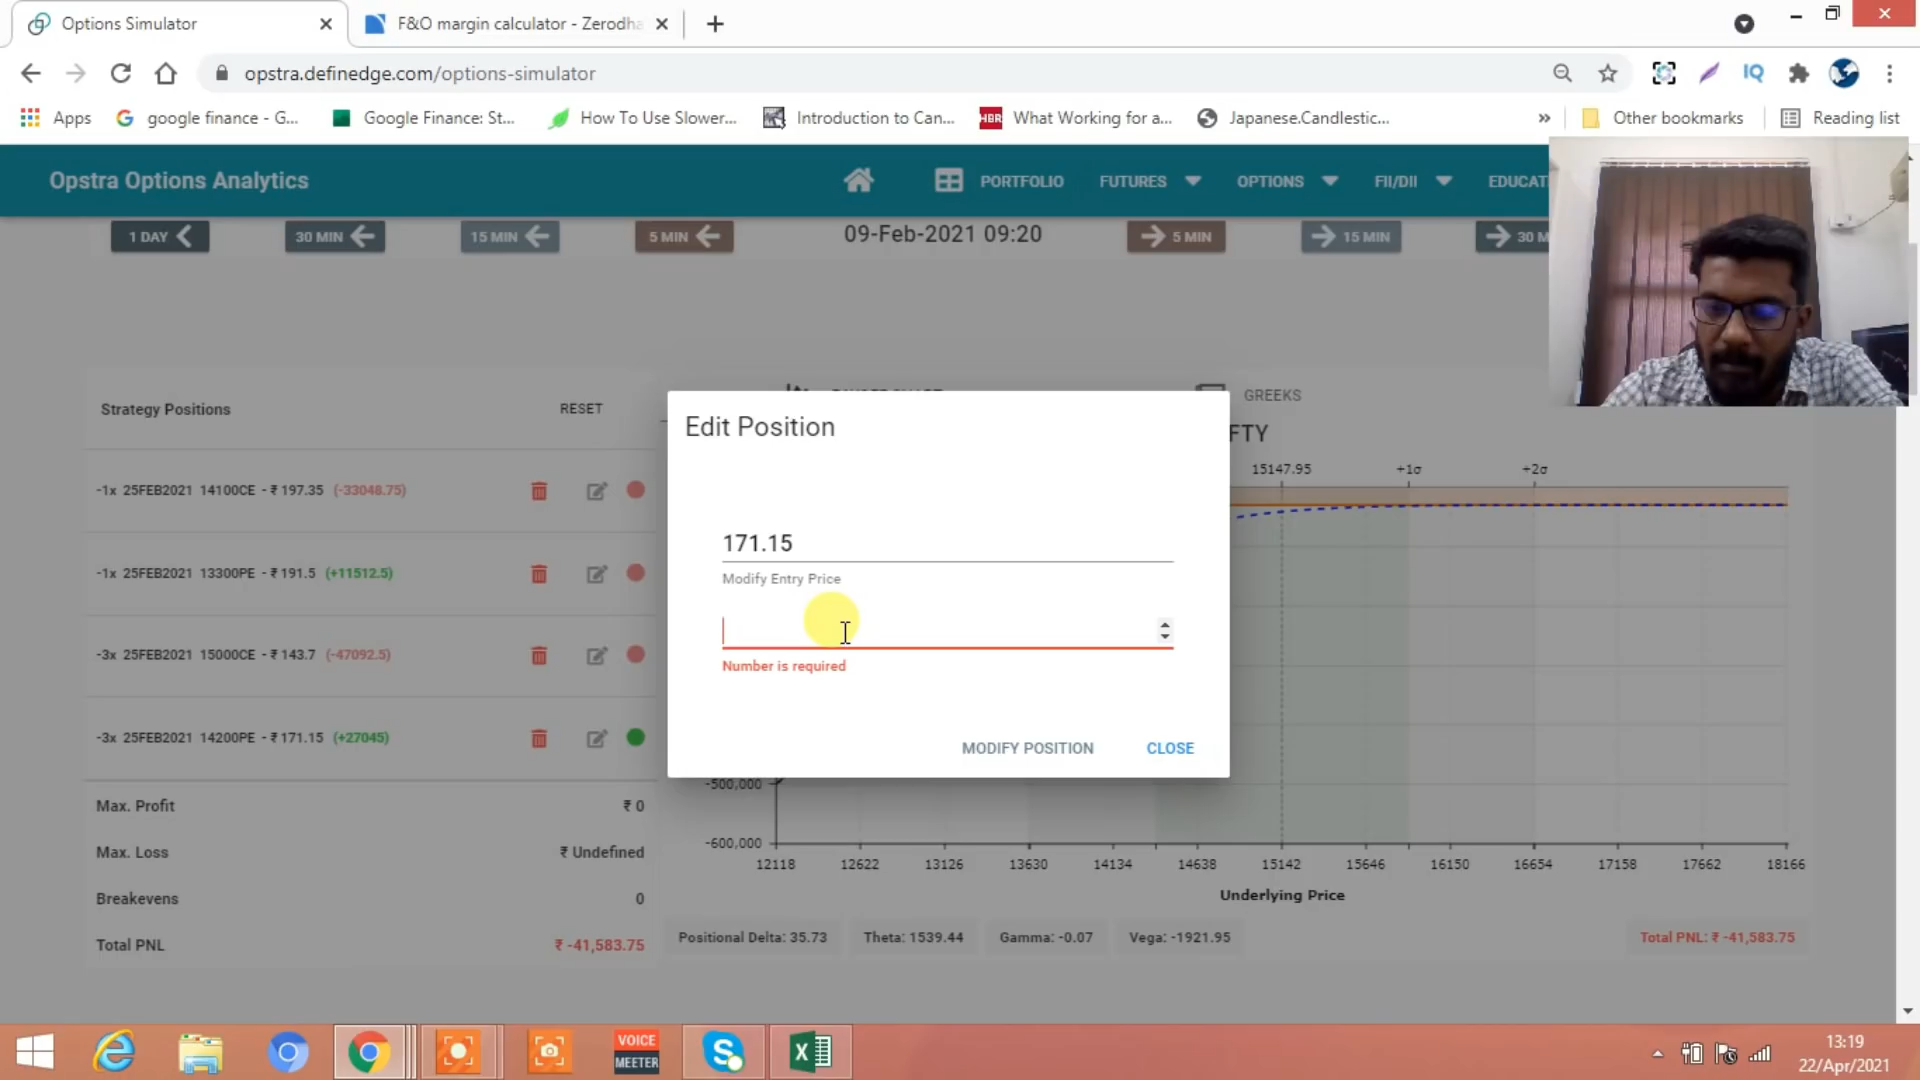 Options Simulator
F&O margin calculator - Zerodha
opstra.definedge.com/options-simulator
IQ
Apps
google finance - G...
Google Finance: St...
How To Use Slower...
Introduction to Can...
HBR
What Working for a...
Japanese.Candlestic...
»
Other bookmarks
Reading list
Opstra Options Analytics
PORTFOLIO
FUTURES
OPTIONS
FII/DII
EDUCATI
1 DAY
30 MIN
15 MIN
5 MIN
09-Feb-2021 09:20
5 MIN
15 MIN
30 M
Strategy Positions
RESET
GREEKS
FTY
15147.95
+1σ
+2σ
-1x 25FEB2021 14100CE - ₹ 197.35 (-33048.75)
-1x 25FEB2021 13300PE - ₹ 191.5 (+11512.5)
-3x 25FEB2021 15000CE - ₹ 143.7 (-47092.5)
-3x 25FEB2021 14200PE - ₹ 171.15 (+27045)
Edit Position
171.15
Modify Entry Price
Number is required
MODIFY POSITION
CLOSE
Max. Profit
₹ 0
Max. Loss
₹ Undefined
Breakevens
0
Total PNL
₹ -41,583.75
-500,000
-600,000
12118
12622
13126
13630
14134
14638
15142
15646
16150
16654
17158
17662
18166
Underlying Price
Positional Delta: 35.73
Theta: 1539.44
Gamma: -0.07
Vega: -1921.95
Total PNL: ₹ -41,583.75
VOICE
MEETER
13:19
22/Apr/2021